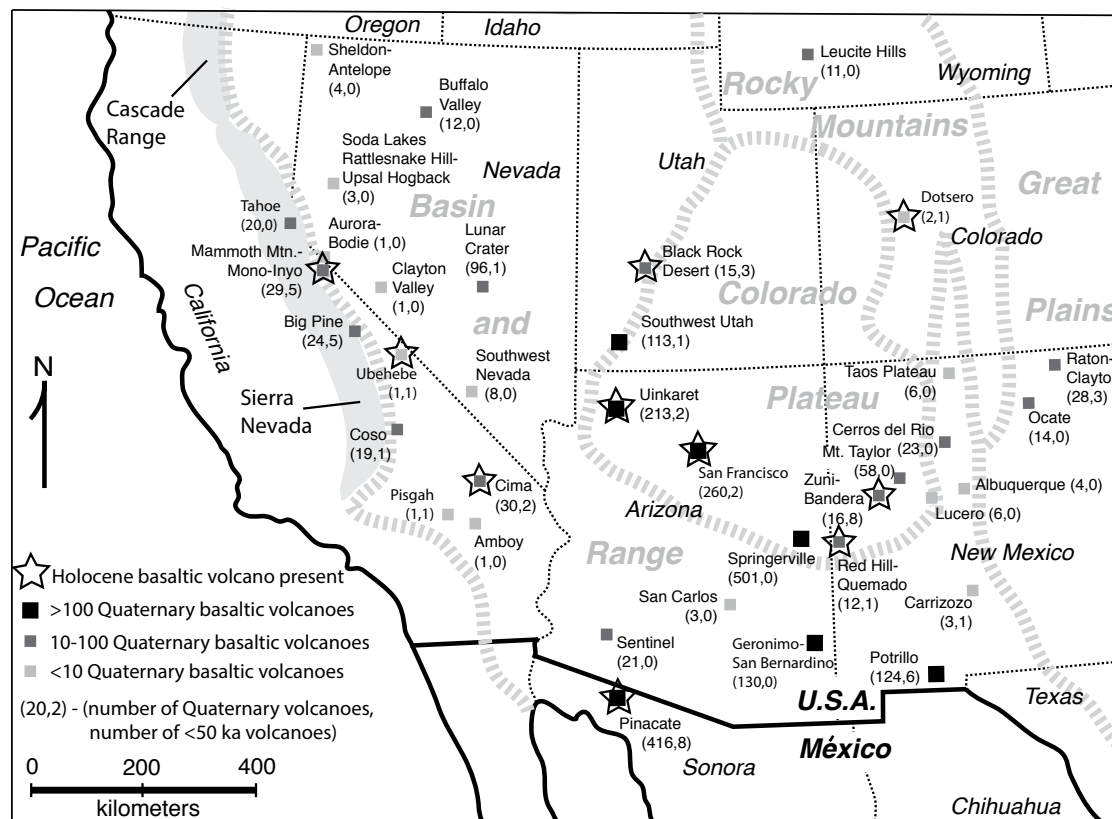 Oregon
Idaho
Sheldon-
Antelope
(4,0)
Leucite Hills
(11,0)
Wyoming
Rocky
Mountains
Cascade
Range
Buffalo
Valley
(12,0)
Soda Lakes
Rattlesnake Hill-
Upsal Hogback
(3,0)
Nevada
Utah
Great
Basin
Dotsero
(2,1)
Colorado
Tahoe
(20,0)
Aurora-
Bodie (1,0)
Lunar
Crater
(96,1)
Pacific
Ocean
Mammoth Mtn.-
Mono-Inyo
(29,5)
Clayton
Valley
(1,0)
Black Rock
Desert (15,3)
Colorado
Plains
California
Big Pine
(24,5)
and
Southwest Utah
(113,1)
N
Ubehebe
(1,1)
Southwest
Nevada
(8,0)
Taos Plateau
(6,0)
Raton-
Clayton
(28,3)
Sierra
Nevada
Uinkaret
(213,2)
Plateau
Ocate
(14,0)
Coso
(19,1)
Cerros del Rio
(23,0)
San Francisco
(260,2)
Mt. Taylor
(58,0)
Cima
(30,2)
Zuni-
Bandera
(16,8)
Albuquerque (4,0)
Lucero (6,0)
Pisgah
(1,1)
Amboy
(1,0)
Arizona
Range
Springerville
(501,0)
Red Hill-
Quemado
(12,1)
New Mexico
San Carlos
(3,0)
Carrizozo
(3,1)
Sentinel
(21,0)
Geronimo-
San Bernardino
(130,0)
Potrillo
(124,6)
U.S.A.
Texas
Pinacate
(416,8)
México
Sonora
Chihuahua
Holocene basaltic volcano present
>100 Quaternary basaltic volcanoes
10-100 Quaternary basaltic volcanoes
<10 Quaternary basaltic volcanoes
(20,2) - (number of Quaternary volcanoes,
number of <50 ka volcanoes)
0 200 400
kilometers